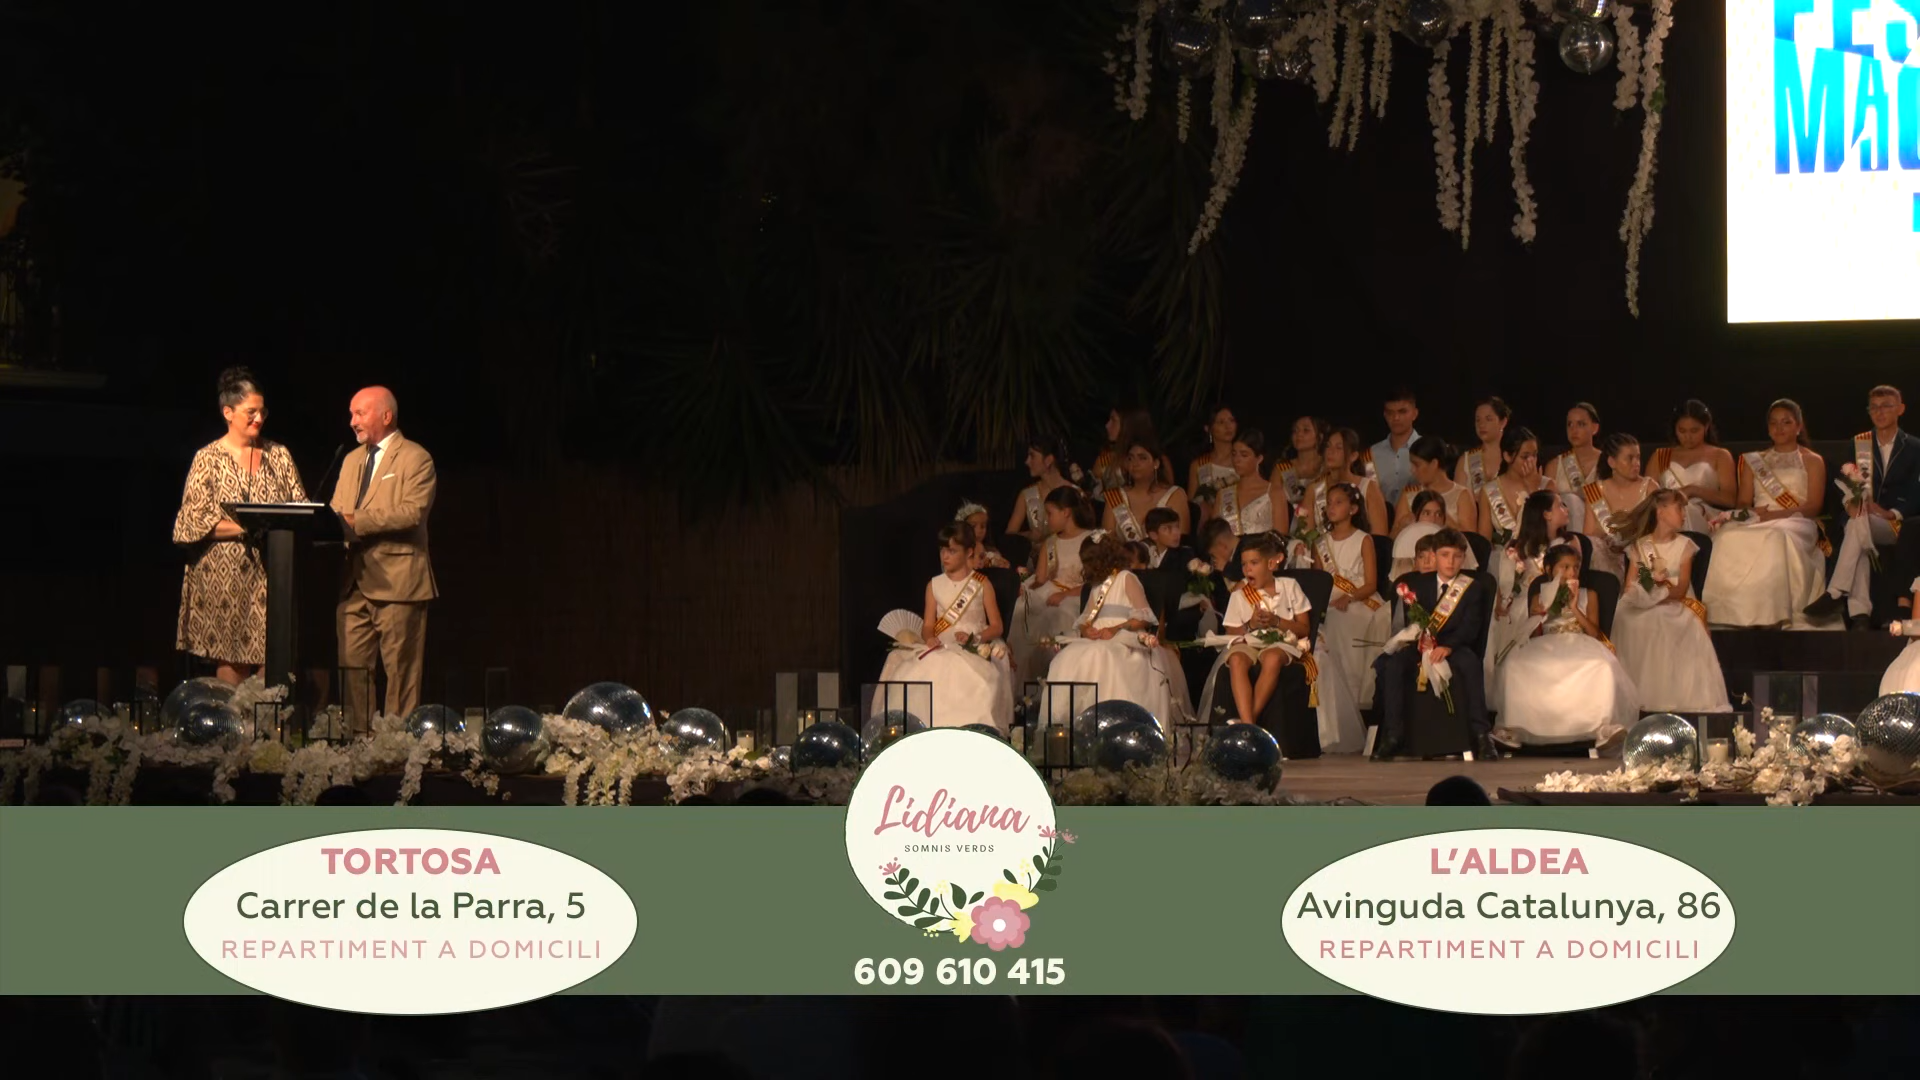 MA
Lidiana
SOMNIS VERDS
609 610 415
TORTOSA
Carrer de la Parra, 5
REPARTIMENT A DOMICILI
L'ALDEA
Avinguda Catalunya, 86
REPARTIMENT A DOMICILI